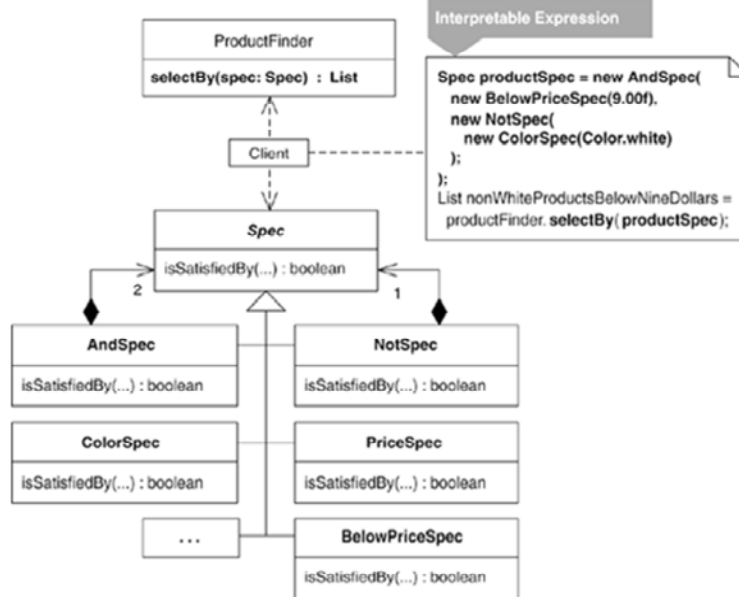 Interpretable Expression
ProductFinder
selectBy(spec: Spec) : List
Client
Spec productSpec = new AndSpec(
new BelowPriceSpec(9.00f),
new NotSpec(
new ColorSpec(Color.white)
);
);
List nonWhiteProductsBelowNineDollars =
productFinder. selectBy( productSpec);
Spec
isSatisfiedBy(...) : boolean
2
1
AndSpec
isSatisfiedBy(...) : boolean
NotSpec
isSatisfiedBy(...) : boolean
ColorSpec
isSatisfiedBy(...) : boolean
PriceSpec
isSatisfiedBy(...) : boolean
...
BelowPriceSpec
isSatisfiedBy(...) : boolean